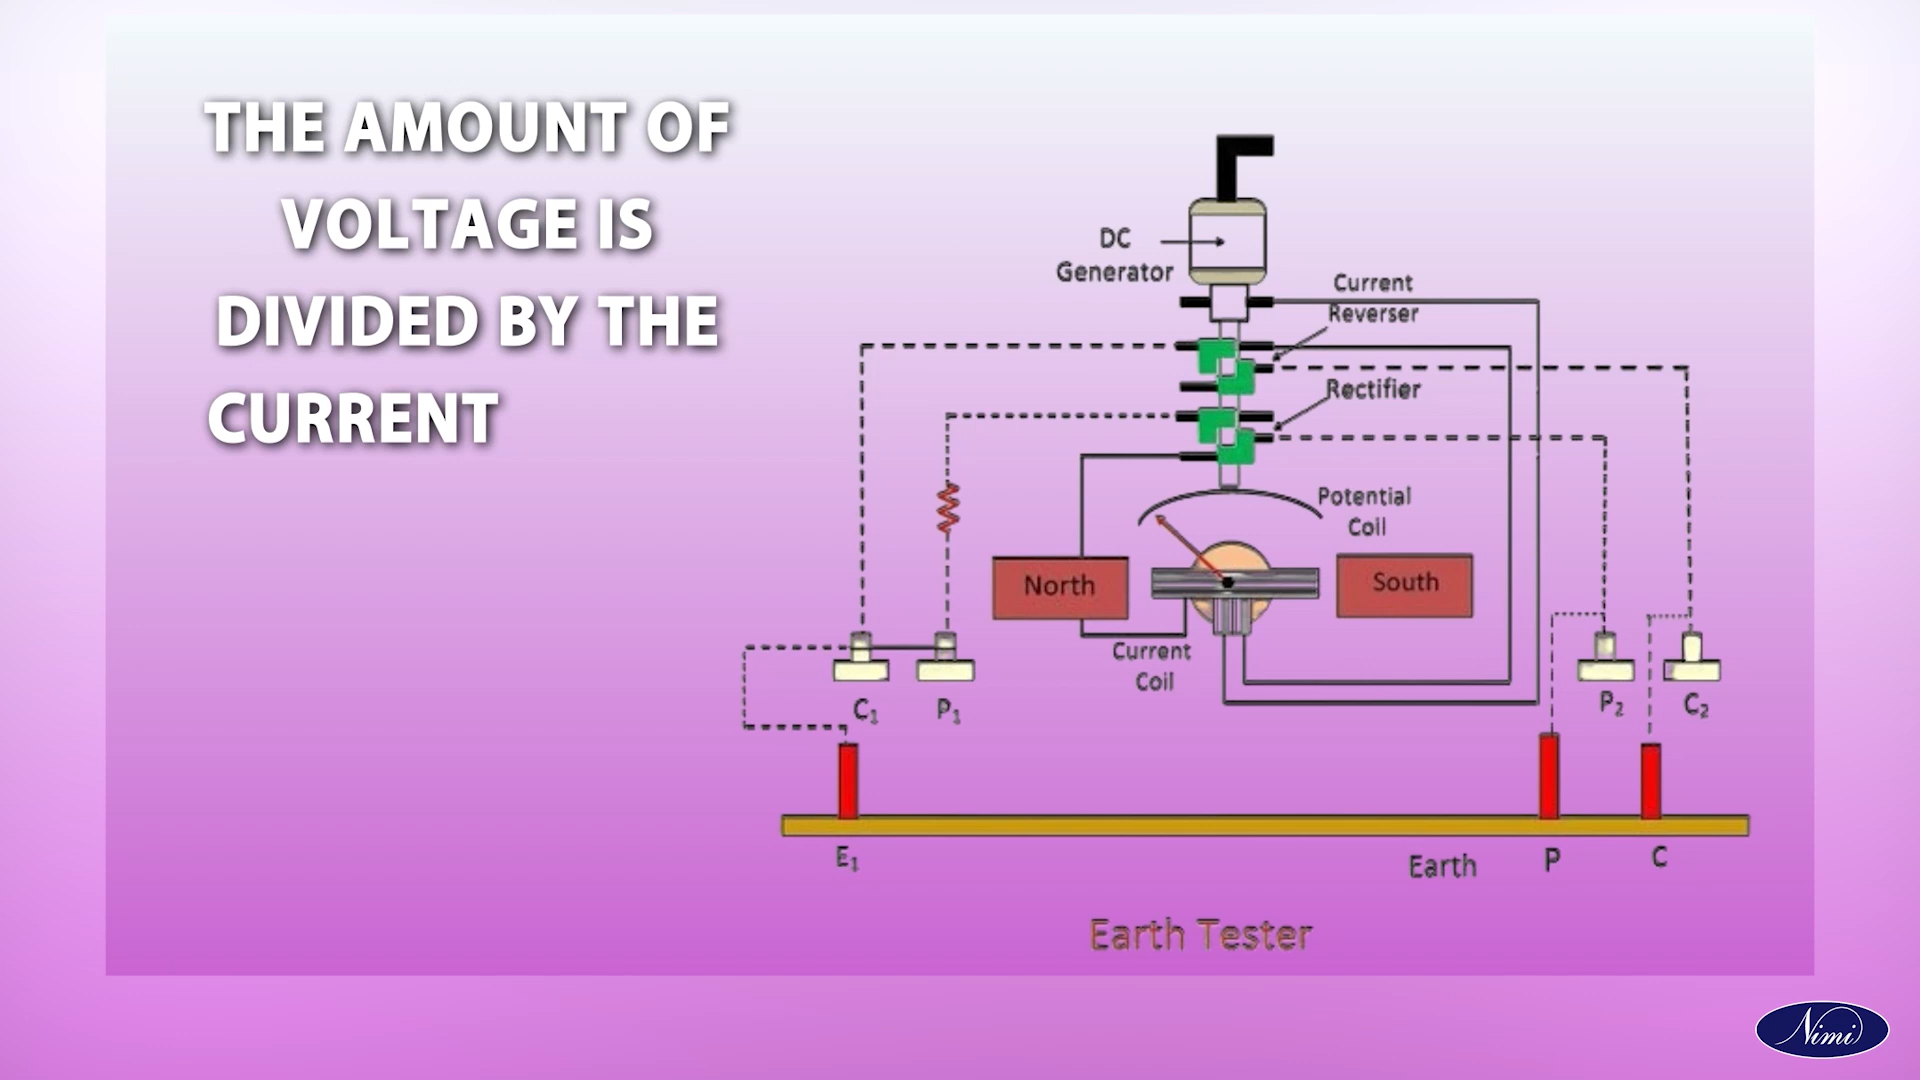 THE AMOUNT OF
VOLTAGE IS
DIVIDED BY THE
CURRENT
DC
Generator
Current
Reverser
Rectifier
Potential
Coil
North
South
Current
Coil
C₁
P₁
P₂
C₂
E₁
Earth
P
C
Earth Tester
Nimi